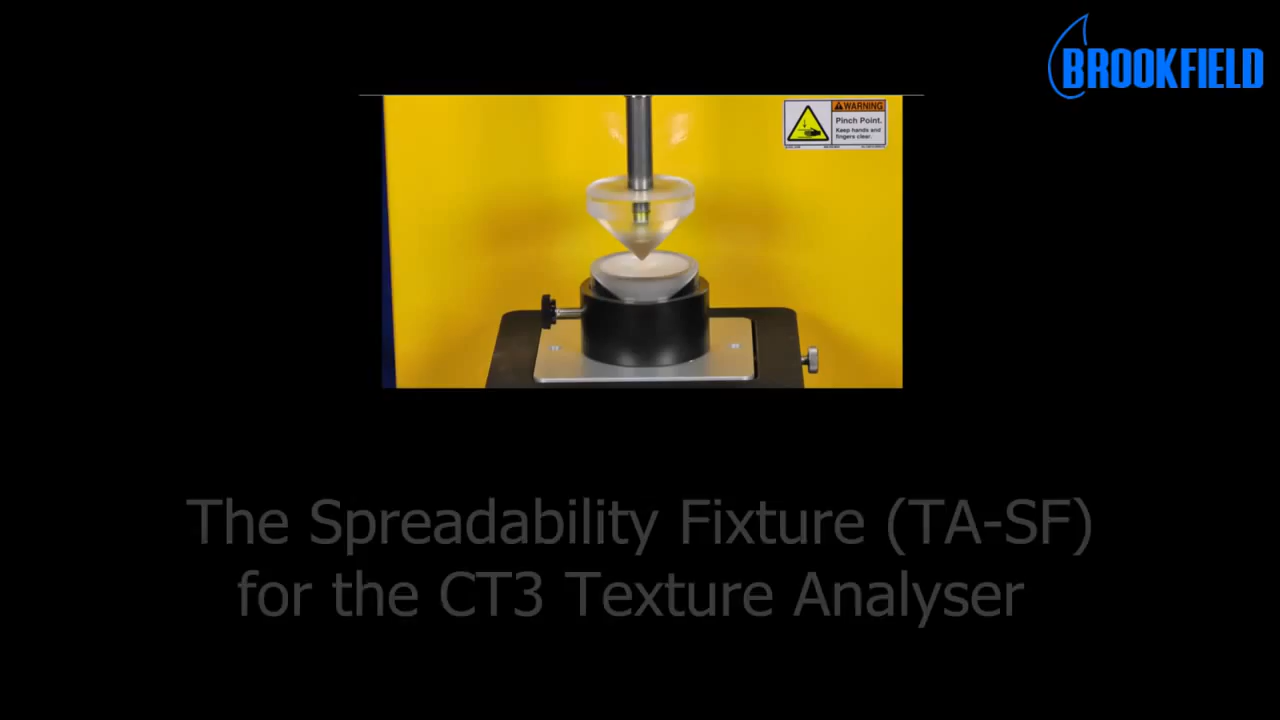 BROOKFIELD
WARNING
Pinch Point.
Keep hands and
fingers clear.
The Spreadability Fixture (TA-SF)
for the CT3 Texture Analyser